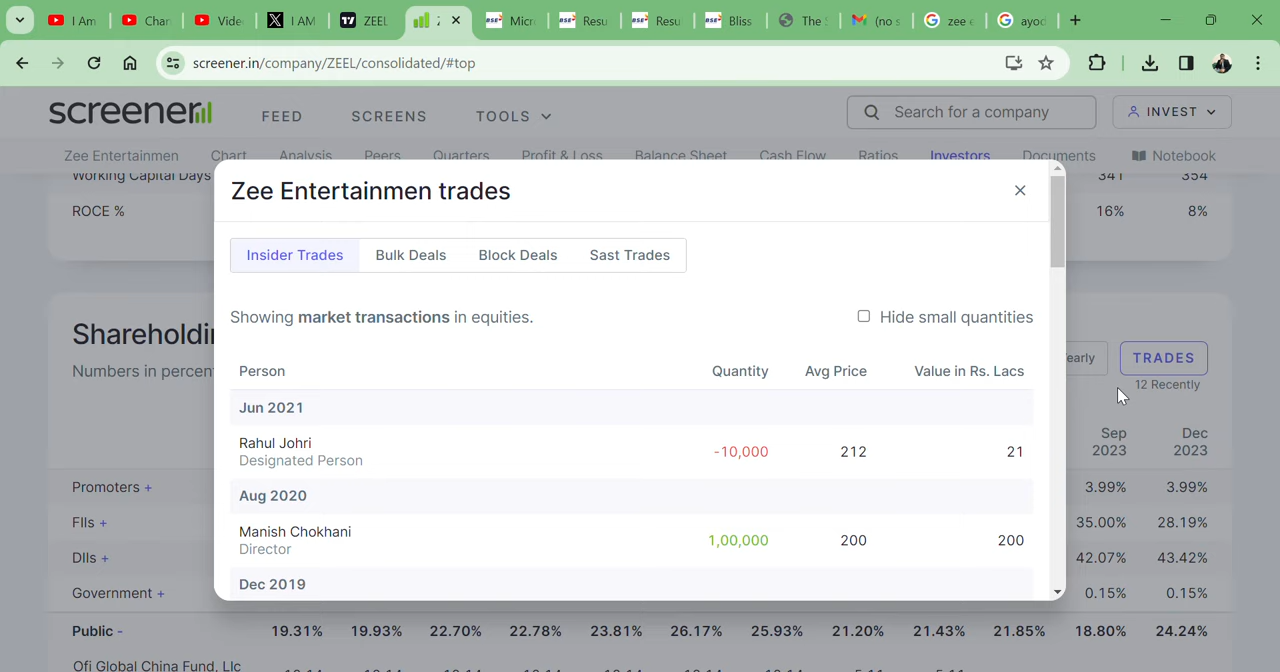 I Am
Char
Vide
I AM
ZEEL
Micr
Resu
Resu
Bliss
The S
(no s
zee e
ayod
screener.in/company/ZEEL/consolidated/#top
screener
FEED
SCREENS
TOOLS
Search for a company
INVEST
Zee Entertainmen
Chart
Analysis
Peers
Quarters
Profit & Loss
Balance Sheet
Cash Flow
Ratios
Investors
Documents
Notebook
Working Capital Days
341
354
ROCE %
16%
8%
Zee Entertainmen trades
Insider Trades
Bulk Deals
Block Deals
Sast Trades
Showing market transactions in equities.
Hide small quantities
Person Quantity Avg Price Value in Rs. Lacs
Jun 2021
Rahul Johri -10,000 212 21
Designated Person
Aug 2020
Manish Chokhani 1,00,000 200 200
Director
Dec 2019
Shareholdin
Numbers in percen
early
TRADES
12 Recently
Sep
2023
Dec
2023
Promoters + 3.99% 3.99%
FIIs + 35.00% 28.19%
DIIs + 42.07% 43.42%
Government + 0.15% 0.15%
Public - 19.31% 19.93% 22.70% 22.78% 23.81% 26.17% 25.93% 21.20% 21.43% 21.85% 18.80% 24.24%
Ofi Global China Fund, Llc